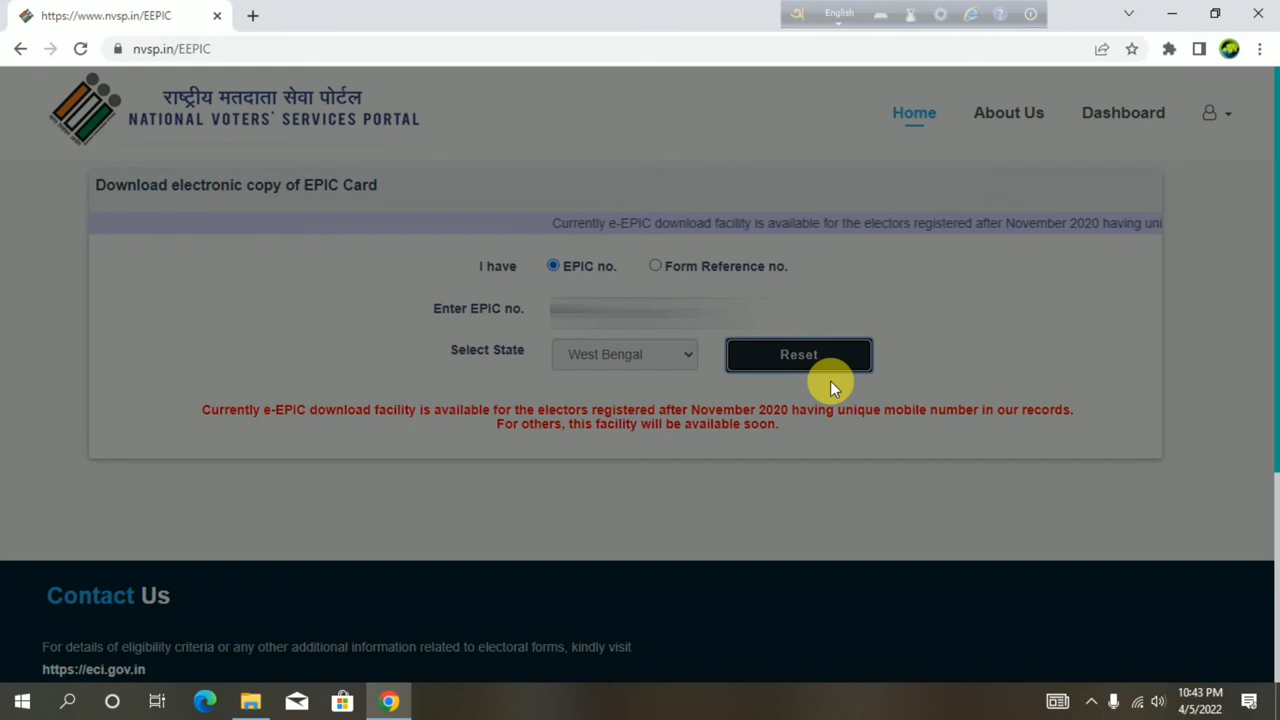 https://www.nvsp.in/EEPIC
English
nvsp.in/EEPIC
राष्ट्रीय मतदाता सेवा पोर्टल
NATIONAL VOTERS' SERVICES PORTAL
Home About Us Dashboard
Download electronic copy of EPIC Card
Currently e-EPIC download facility is available for the electors registered after November 2020 having uni
I have EPIC no. Form Reference no.
Enter EPIC no.
Select State West Bengal Reset
Currently e-EPIC download facility is available for the electors registered after November 2020 having unique mobile number in our records.
For others, this facility will be available soon.
Contact Us
For details of eligibility criteria or any other additional information related to electoral forms, kindly visit
https://eci.gov.in
10:43 PM
4/5/2022